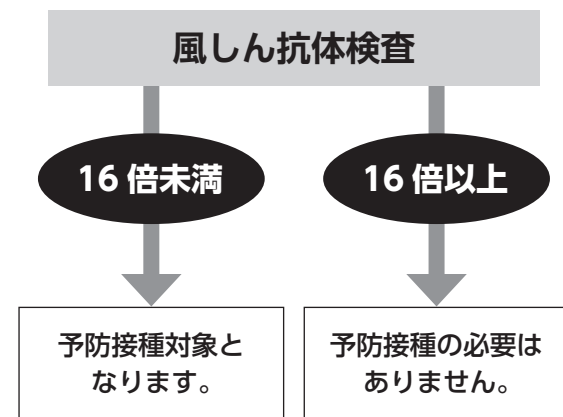 風しん抗体検査
16 倍未満
16 倍以上
予防接種対象と
なります。
予防接種の必要は
ありません。